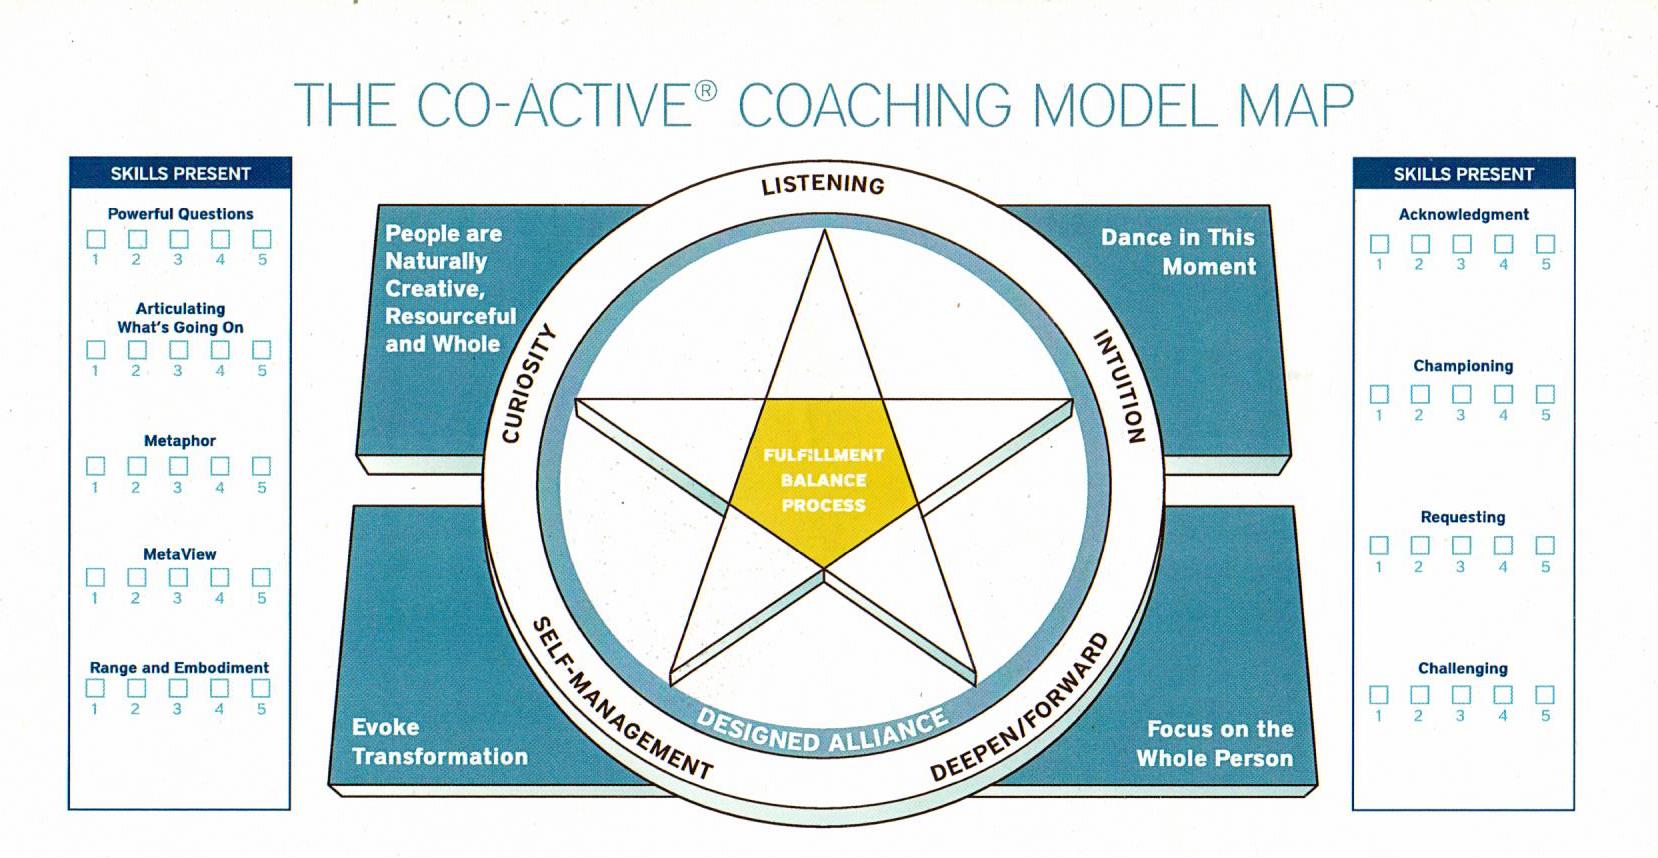 THE CO-ACTIVE® COACHING MODEL MAP
SKILLS PRESENT
Powerful Questions
1 2 3 4 5
Articulating
What's Going On
1 2 3 4 5
Metaphor
1 2 3 4 5
MetaView
1 2 3 4 5
Range and Embodiment
1 2 3 4 5
People are
Naturally
Creative,
Resourceful
and Whole
Dance in This
Moment
LISTENING
CURIOSITY
INTUITION
FULFILLMENT
BALANCE
PROCESS
SELF-MANAGEMENT
DEEPEN/FORWARD
DESIGNED ALLIANCE
Evoke
Transformation
Focus on the
Whole Person
SKILLS PRESENT
Acknowledgment
1 2 3 4 5
Championing
1 2 3 4 5
Requesting
1 2 3 4 5
Challenging
1 2 3 4 5